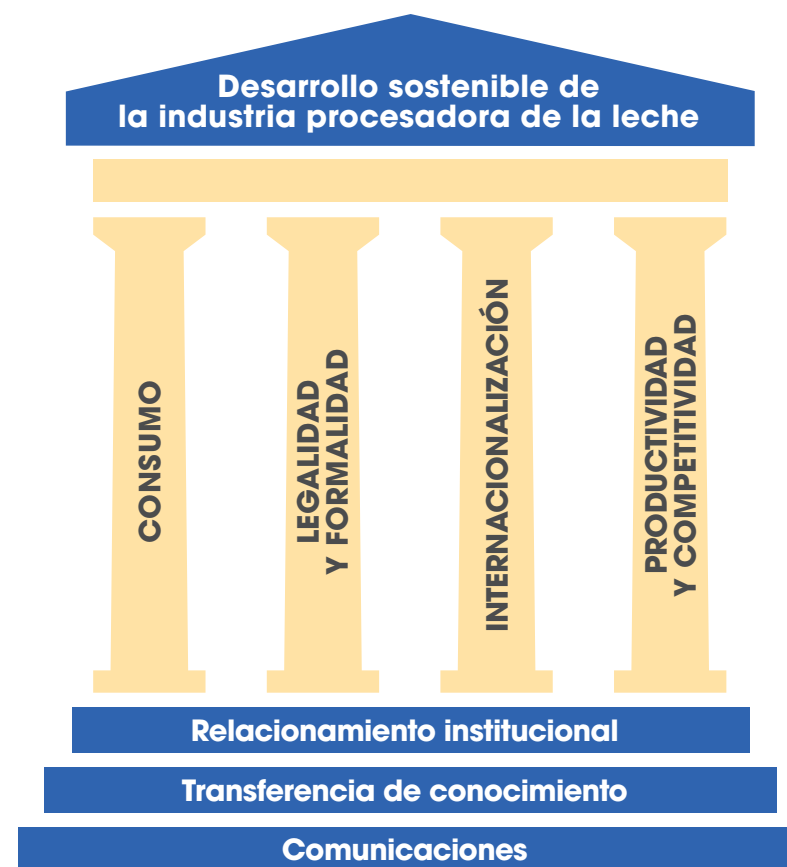 Desarrollo sostenible de
la industria procesadora de la leche
CONSUMO
LEGALIDAD
Y FORMALIDAD
INTERNACIONALIZACIÓN
PRODUCTIVIDAD
Y COMPETITIVIDAD
Relacionamiento institucional
Transferencia de conocimiento
Comunicaciones